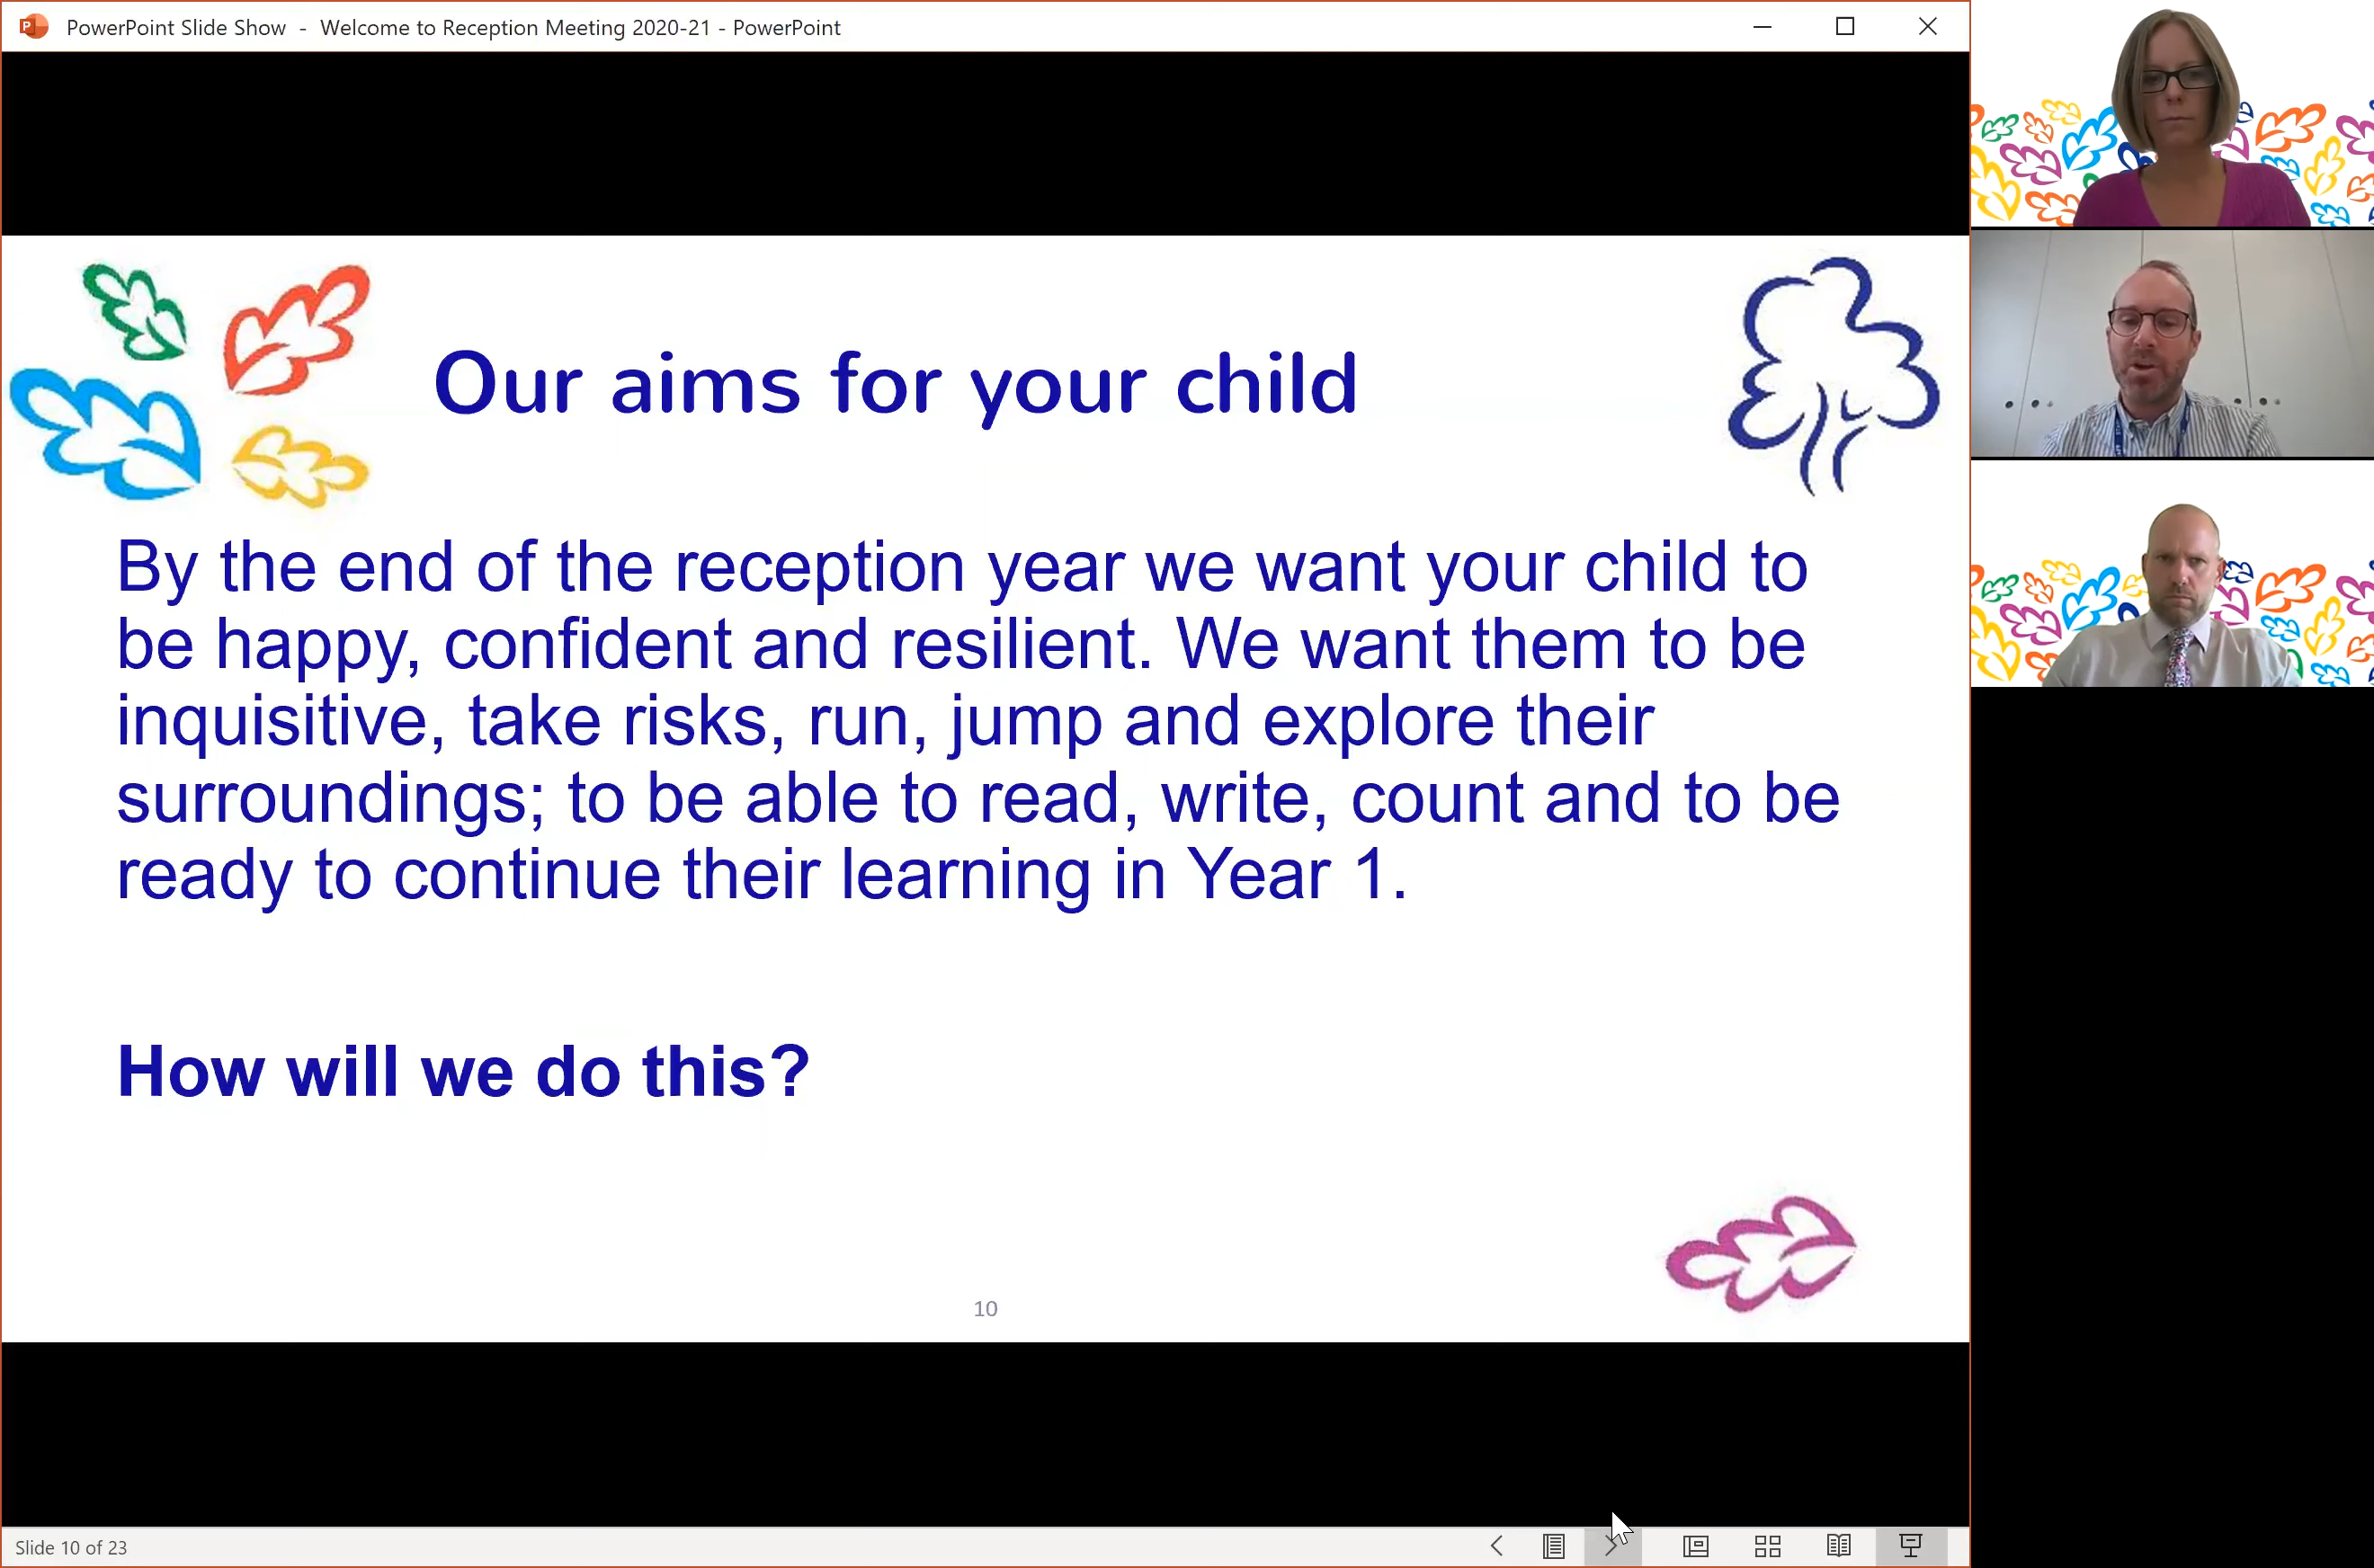 PowerPoint Slide Show - Welcome to Reception Meeting 2020-21 - PowerPoint
Our aims for your child
By the end of the reception year we want your child to
be happy, confident and resilient. We want them to be
inquisitive, take risks, run, jump and explore their
surroundings; to be able to read, write, count and to be
ready to continue their learning in Year 1.
How will we do this?
10
Slide 10 of 23